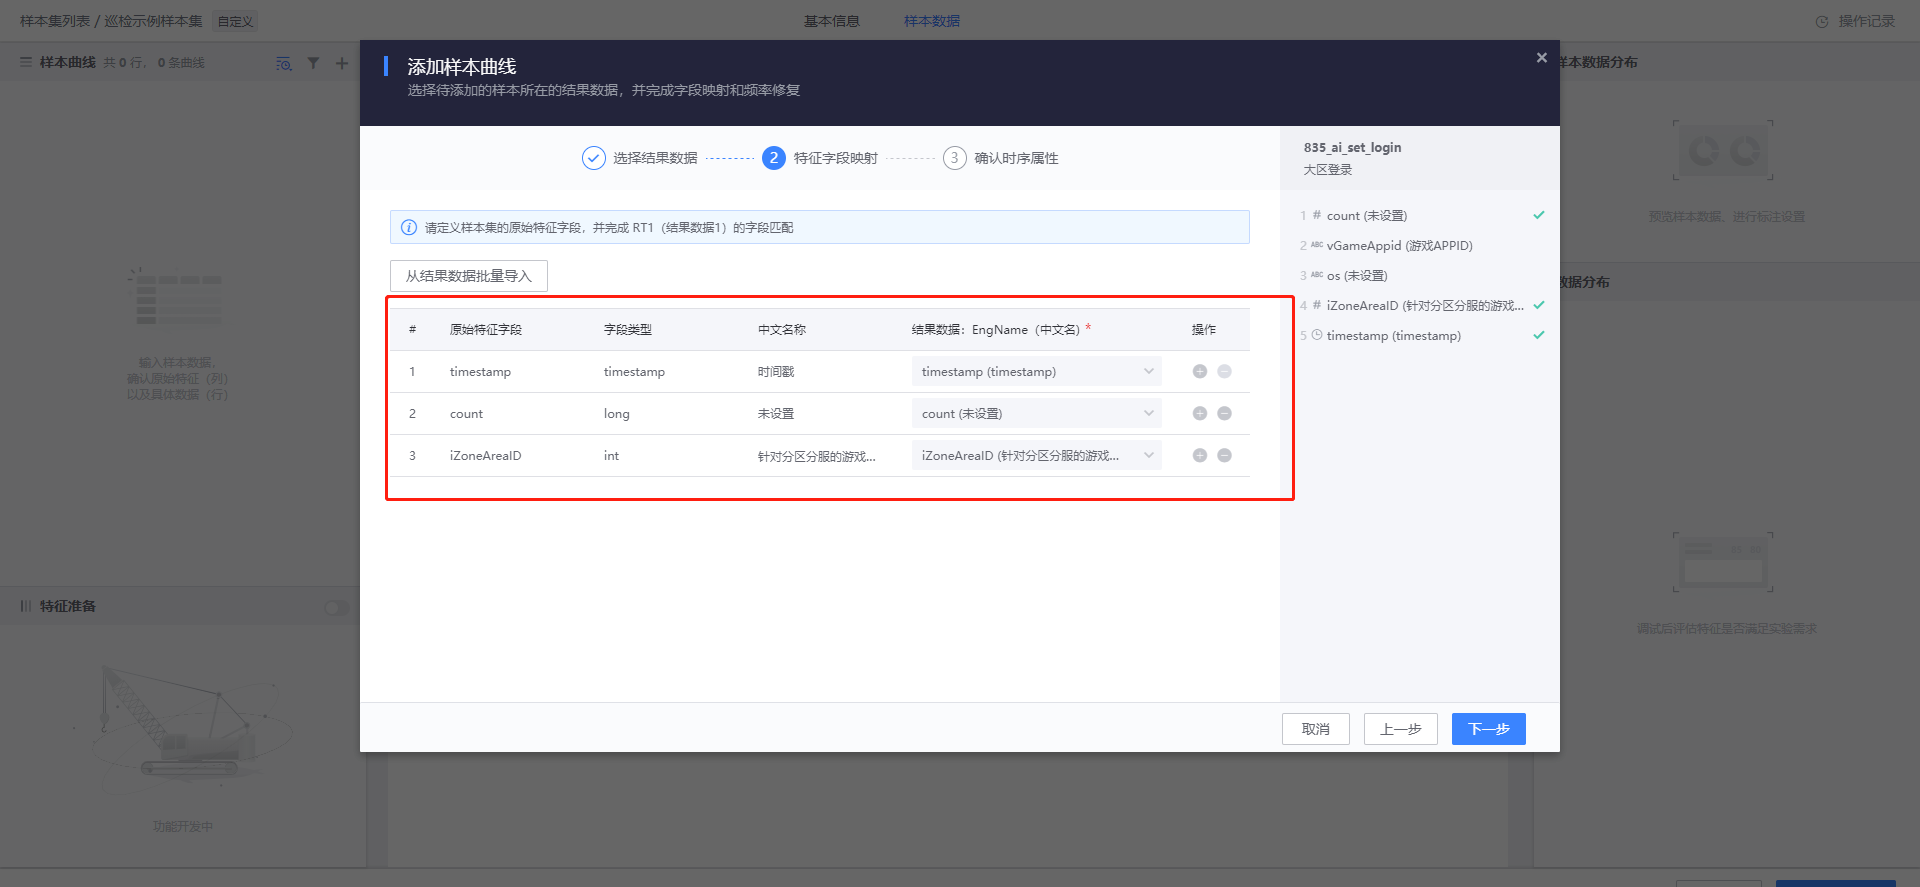 样本集列表 / 巡检示例样本集 自定义
基本信息 样本数据
操作记录
样本曲线 共 0 行， 0 条曲线
输入样本数据，
确认原始特征（列）
以及具体数据（行）
特征准备
功能开发中
添加样本曲线
选择待添加的样本所在的结果数据，并完成字段映射和频率修复
选择结果数据 2 特征字段映射 3 确认时序属性
请定义样本集的原始特征字段，并完成 RT1（结果数据1）的字段匹配
从结果数据批量导入
# 原始特征字段 字段类型 中文名称 结果数据：EngName（中文名） * 操作
1 timestamp timestamp 时间戳 timestamp (timestamp)
2 count long 未设置 count (未设置)
3 iZoneAreaID int 针对分区分服的游戏... iZoneAreaID (针对分区分服的游戏...
835_ai_set_login
大区登录
1 # count (未设置)
2 ABC vGameAppid (游戏APPID)
3 ABC os (未设置)
4 # iZoneAreaID (针对分区分服的游戏...
5 timestamp (timestamp)
取消 上一步 下一步
样本数据分布
预览样本数据，进行标注设置
数据分布
调试后评估特征是否满足实验需求